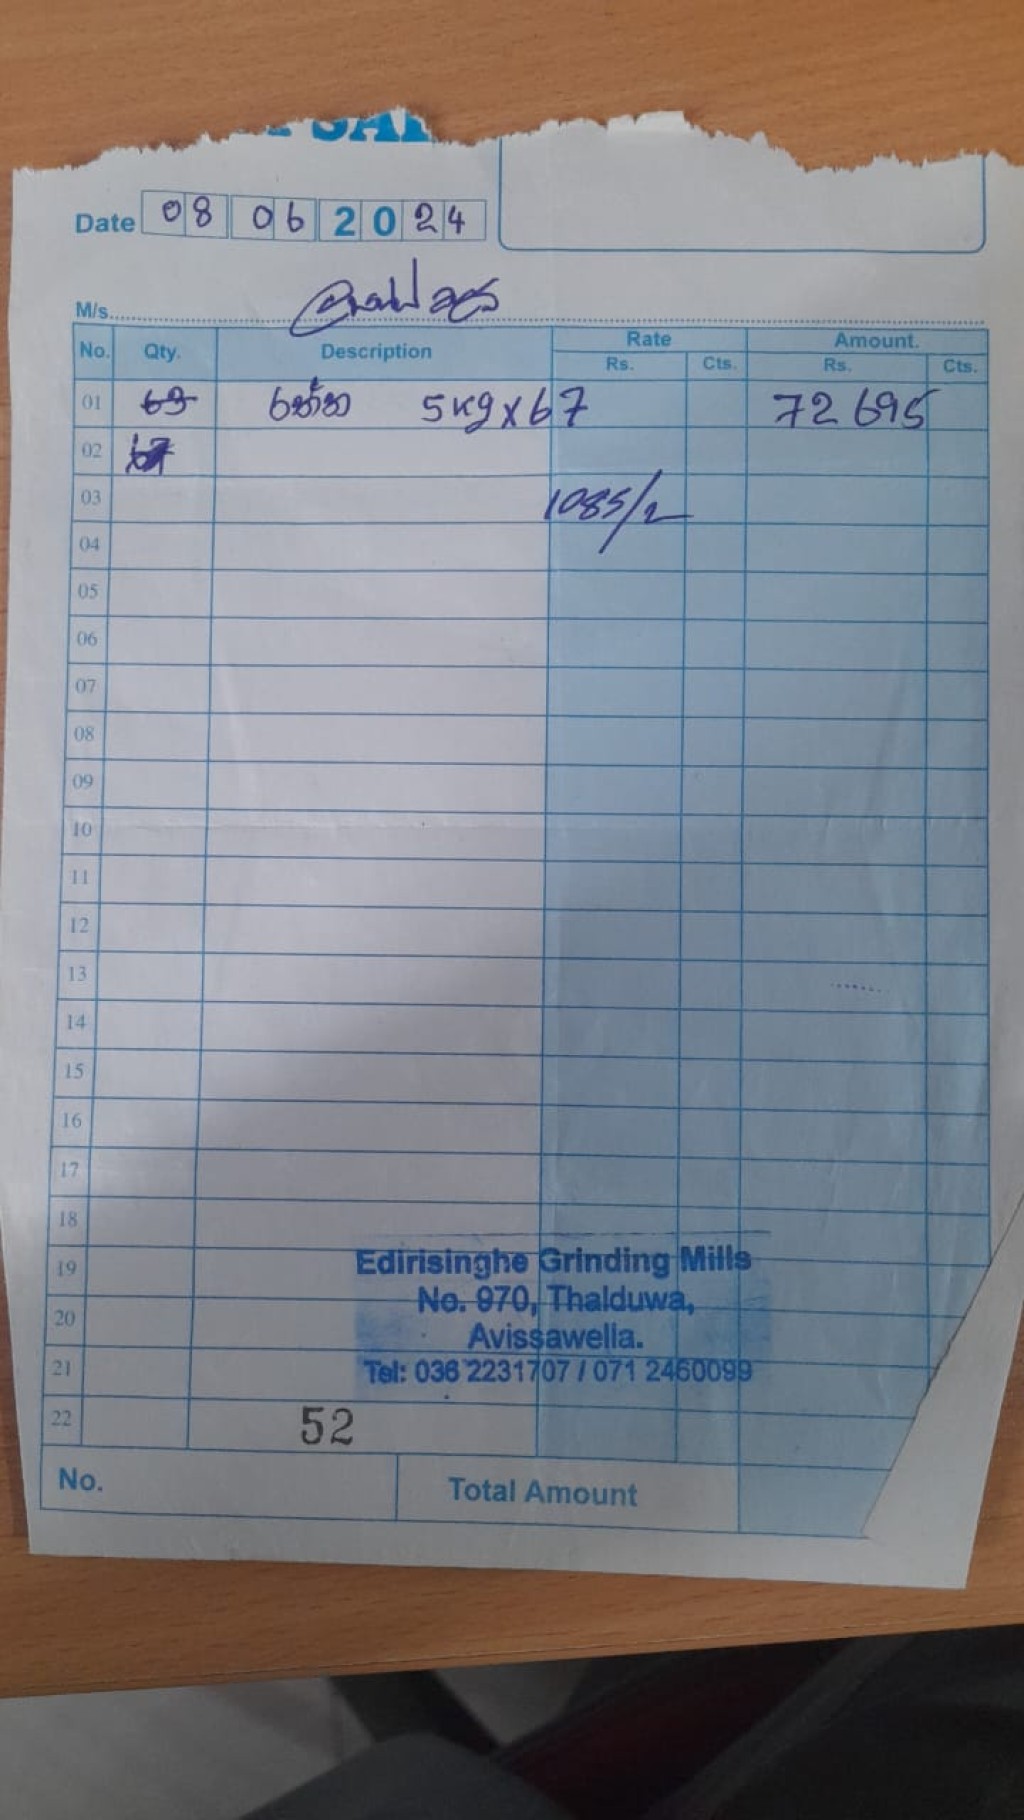 Date 08 06 2024
M/s.
No. Qty. Description Rate Amount.
Rs. Cts. Rs. Cts.
01 5kg x 67 72695
02
03 1085/=
04
05
06
07
08
09
10
11
12
13
14
15
16
17
18
19
20
21
22
Edirisinghe Grinding Mills
No. 970, Thalduwa,
Avissawella.
Tel: 036 2231707 / 071 2460099
52
No. Total Amount